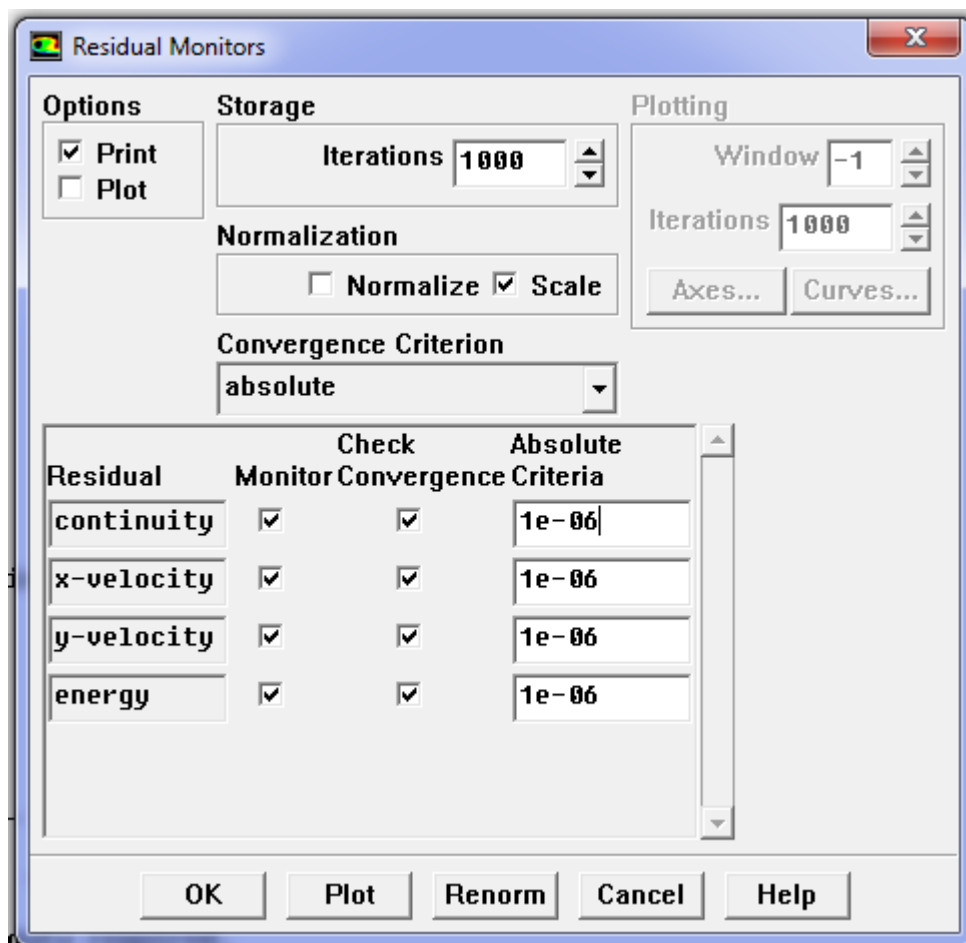 Residual Monitors
Options
Print
Plot
Storage
Iterations 1000
Normalization
Normalize Scale
Convergence Criterion
absolute
Plotting
Window -1
Iterations 1000
Axes... Curves...
Residual Monitor Check Convergence Absolute Criteria
continuity 1e-06
x-velocity 1e-06
y-velocity 1e-06
energy 1e-06
OK Plot Renorm Cancel Help